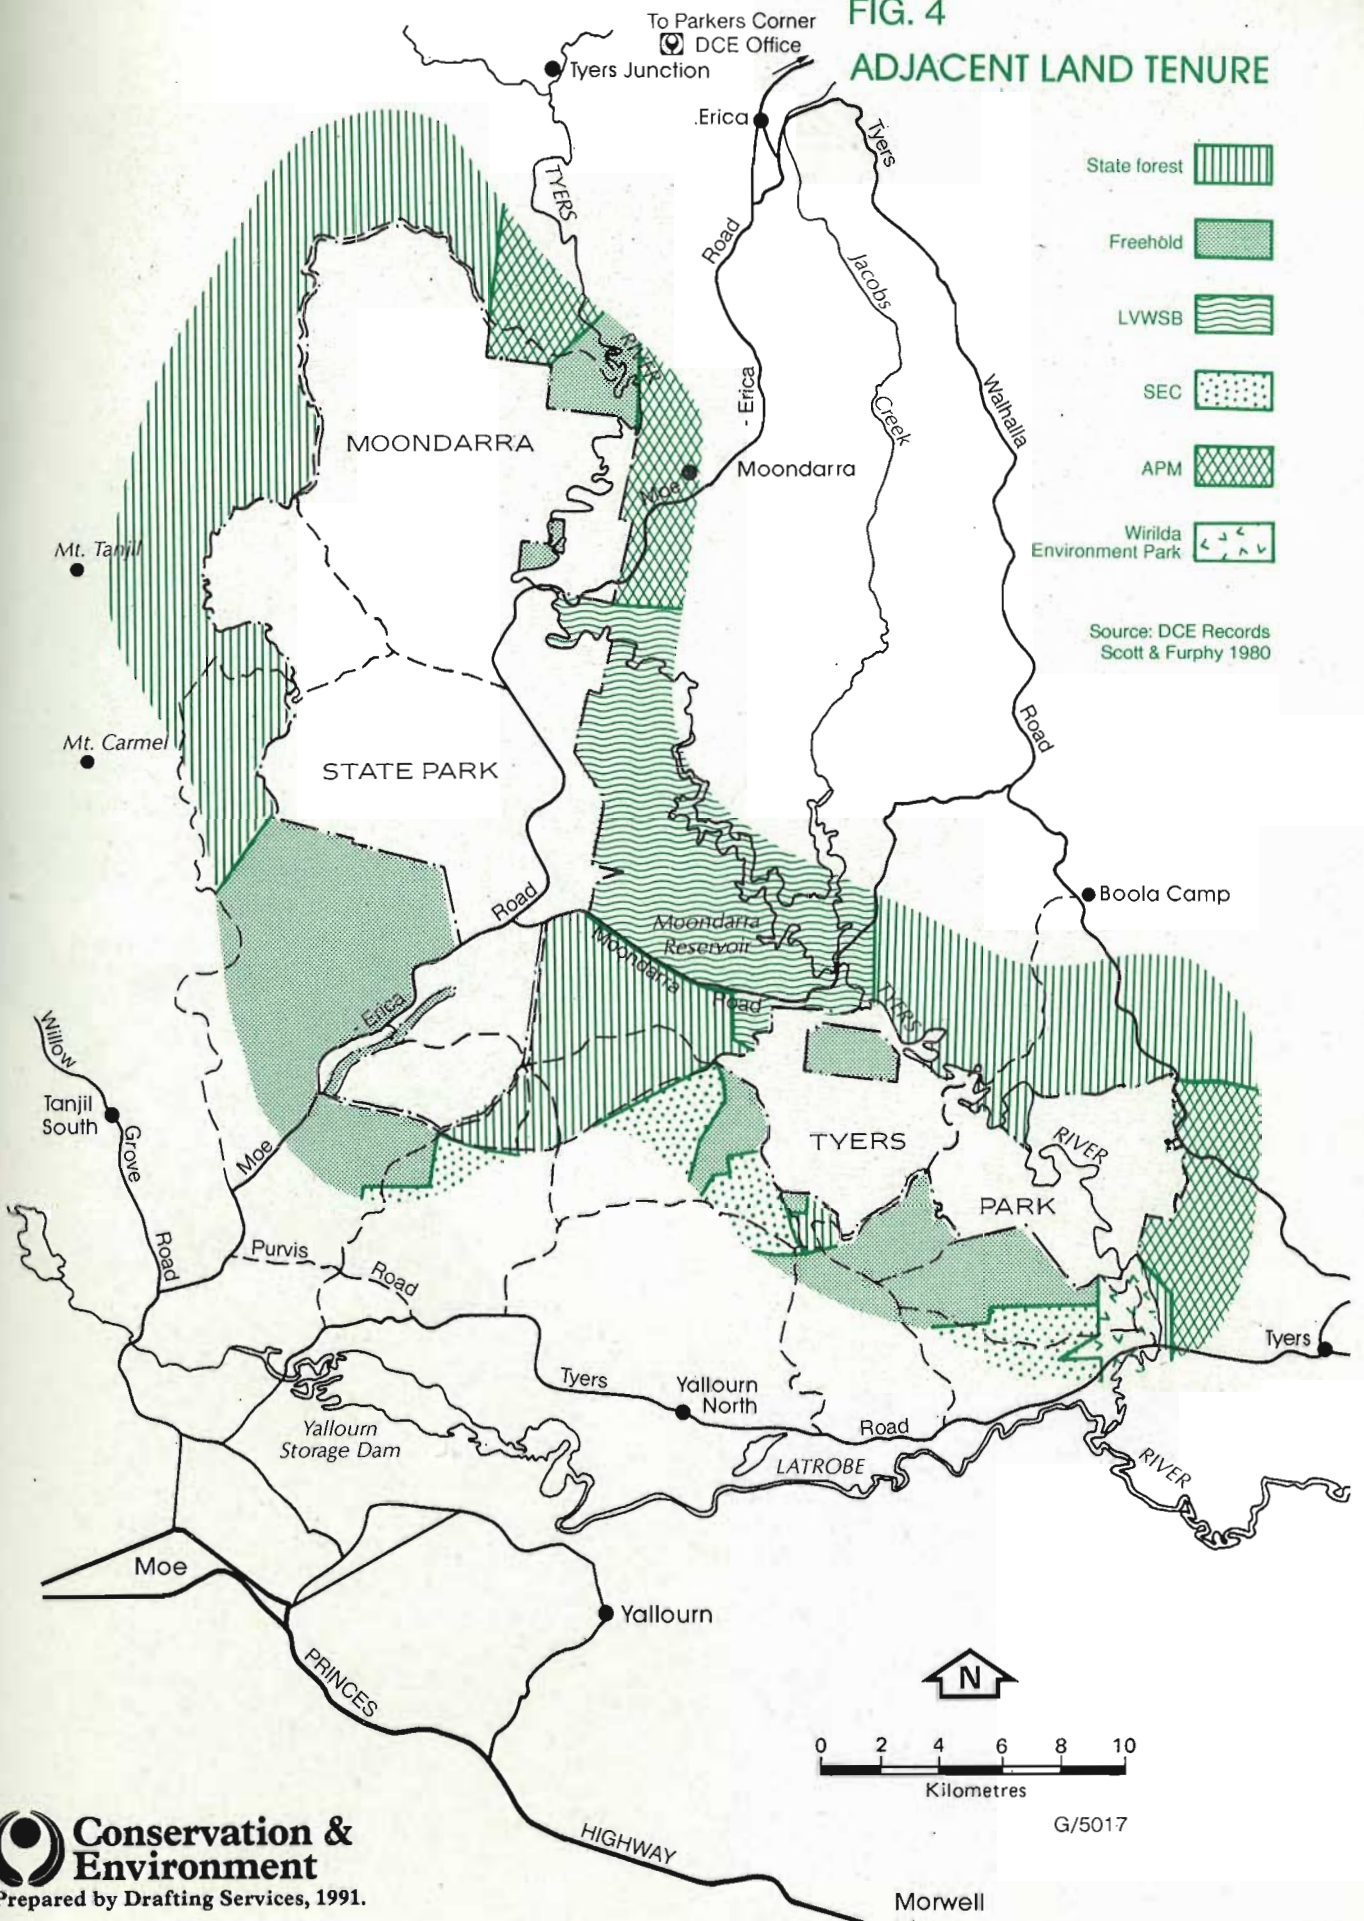 FIG. 4
ADJACENT LAND TENURE
To Parkers Corner
DCE Office
Tyers Junction
.Erica
Tyers
TYERS
State forest
Freehold
LVWSB
SEC
APM
Wirilda
Environment Park
Source: DCE Records
Scott & Furphy 1980
Road
Jacobs
RIVER
- Erica
Walhalla
Creek
MOONDARRA
Moondarra
Moe
Mt. Tanjil
Mt. Carmel
STATE PARK
Road
Boola Camp
Road
Moondarra
Reservoir
Moondarra
Road
TYERS
Erica
Willow
Tanjil
South
Grove
Moe
TYERS
RIVER
PARK
Road
Purvis
Road
Tyers
Tyers
Yallourn
North
Road
Yallourn
Storage Dam
LATROBE
RIVER
Moe
Yallourn
PRINCES
N
0 2 4 6 8 10
Kilometres
G/5017
HIGHWAY
Conservation &
Environment
Prepared by Drafting Services, 1991.
Morwell